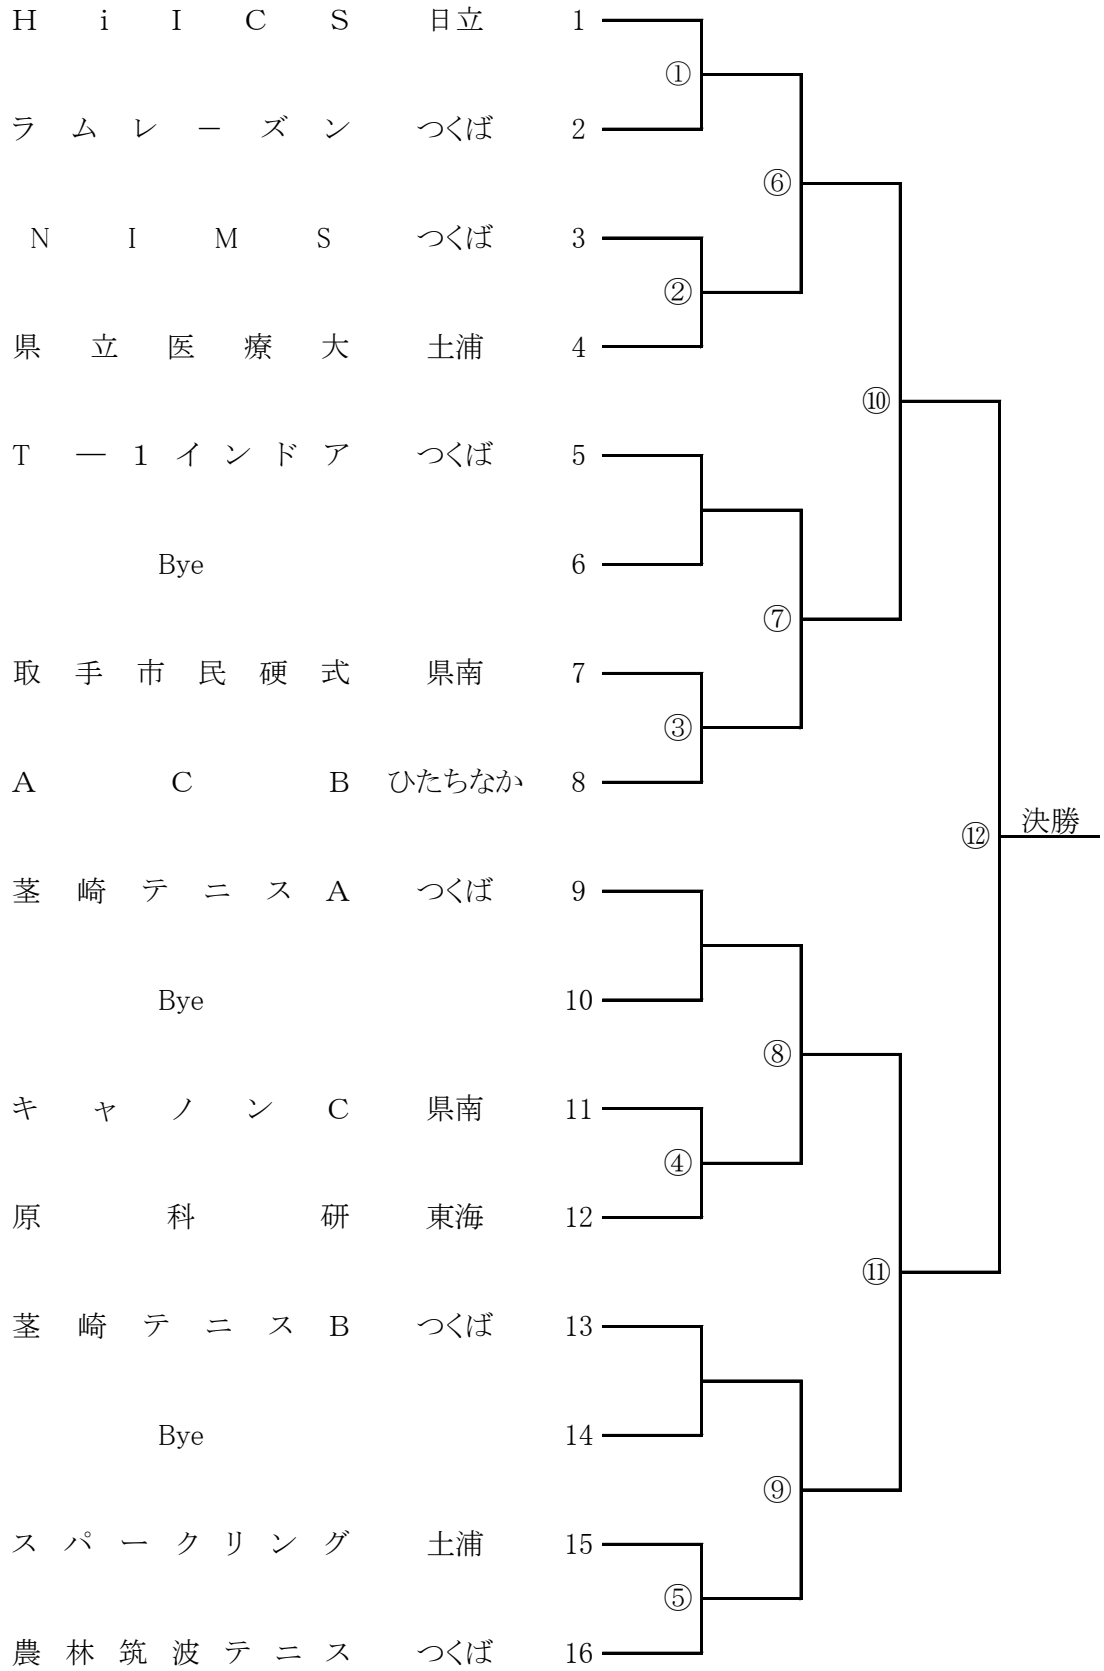 HiICS 日立 1
①
ラムレーズン つくば 2
⑥
NIMS つくば 3
②
県立医療大 土浦 4
⑩
T―1インドア つくば 5
Bye 6
⑦
取手市民硬式 県南 7
③
ACB ひたちなか 8
⑫ 決勝
茎崎テニスA つくば 9
Bye 10
⑧
キャノンC 県南 11
④
原科研 東海 12
⑪
茎崎テニスB つくば 13
Bye 14
⑨
スパークリング 土浦 15
⑤
農林筑波テニス つくば 16